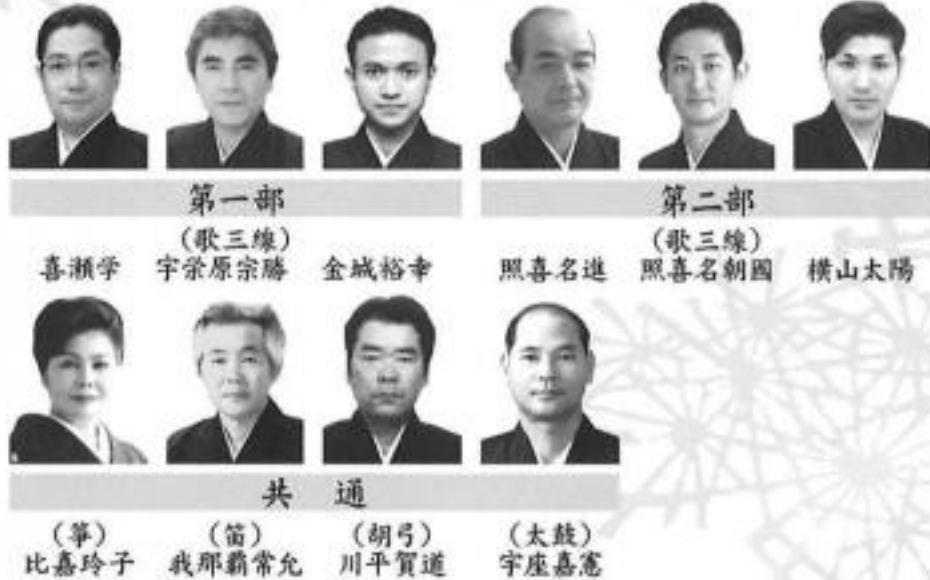 第一部
(歌三線)
喜瀬学 宇栄原宗勝 金城裕幸
第二部
(歌三線)
照喜名進 照喜名朝國 横山太陽
共 通
(箏) (笛) (胡弓) (太鼓)
比嘉玲子 我那覇常允 川平賀道 宇座嘉憲